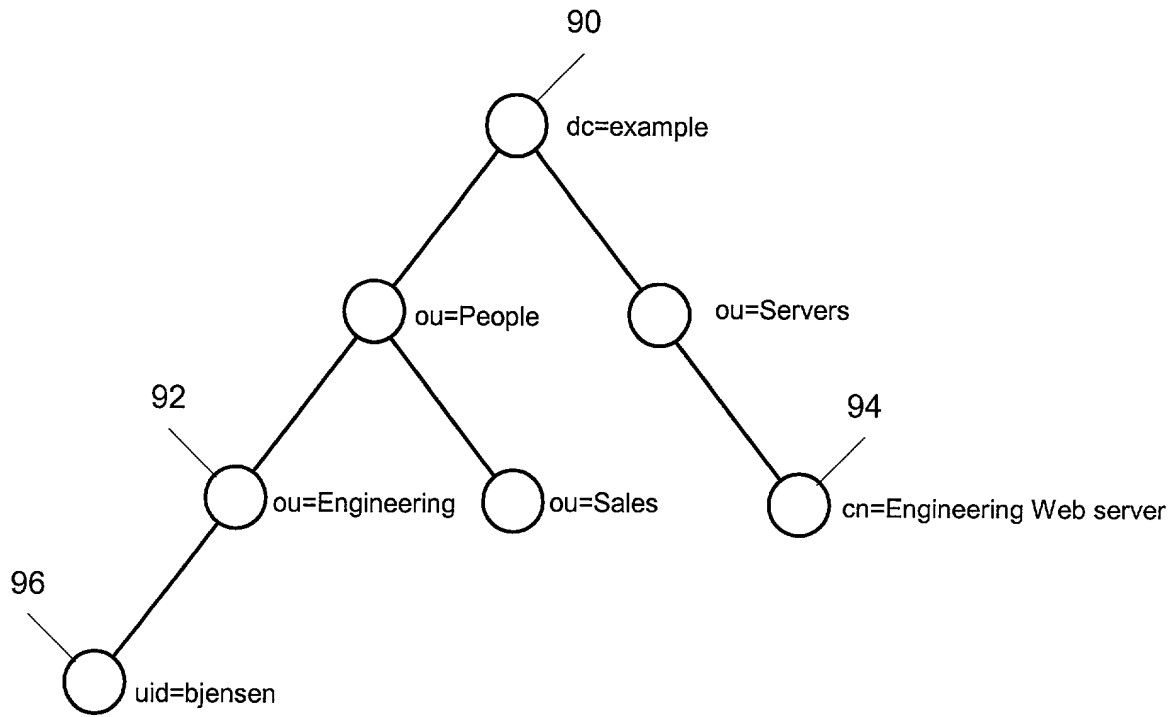 90
dc=example
ou=People
ou=Servers
92
94
ou=Engineering
ou=Sales
cn=Engineering Web server
96
uid=bjensen